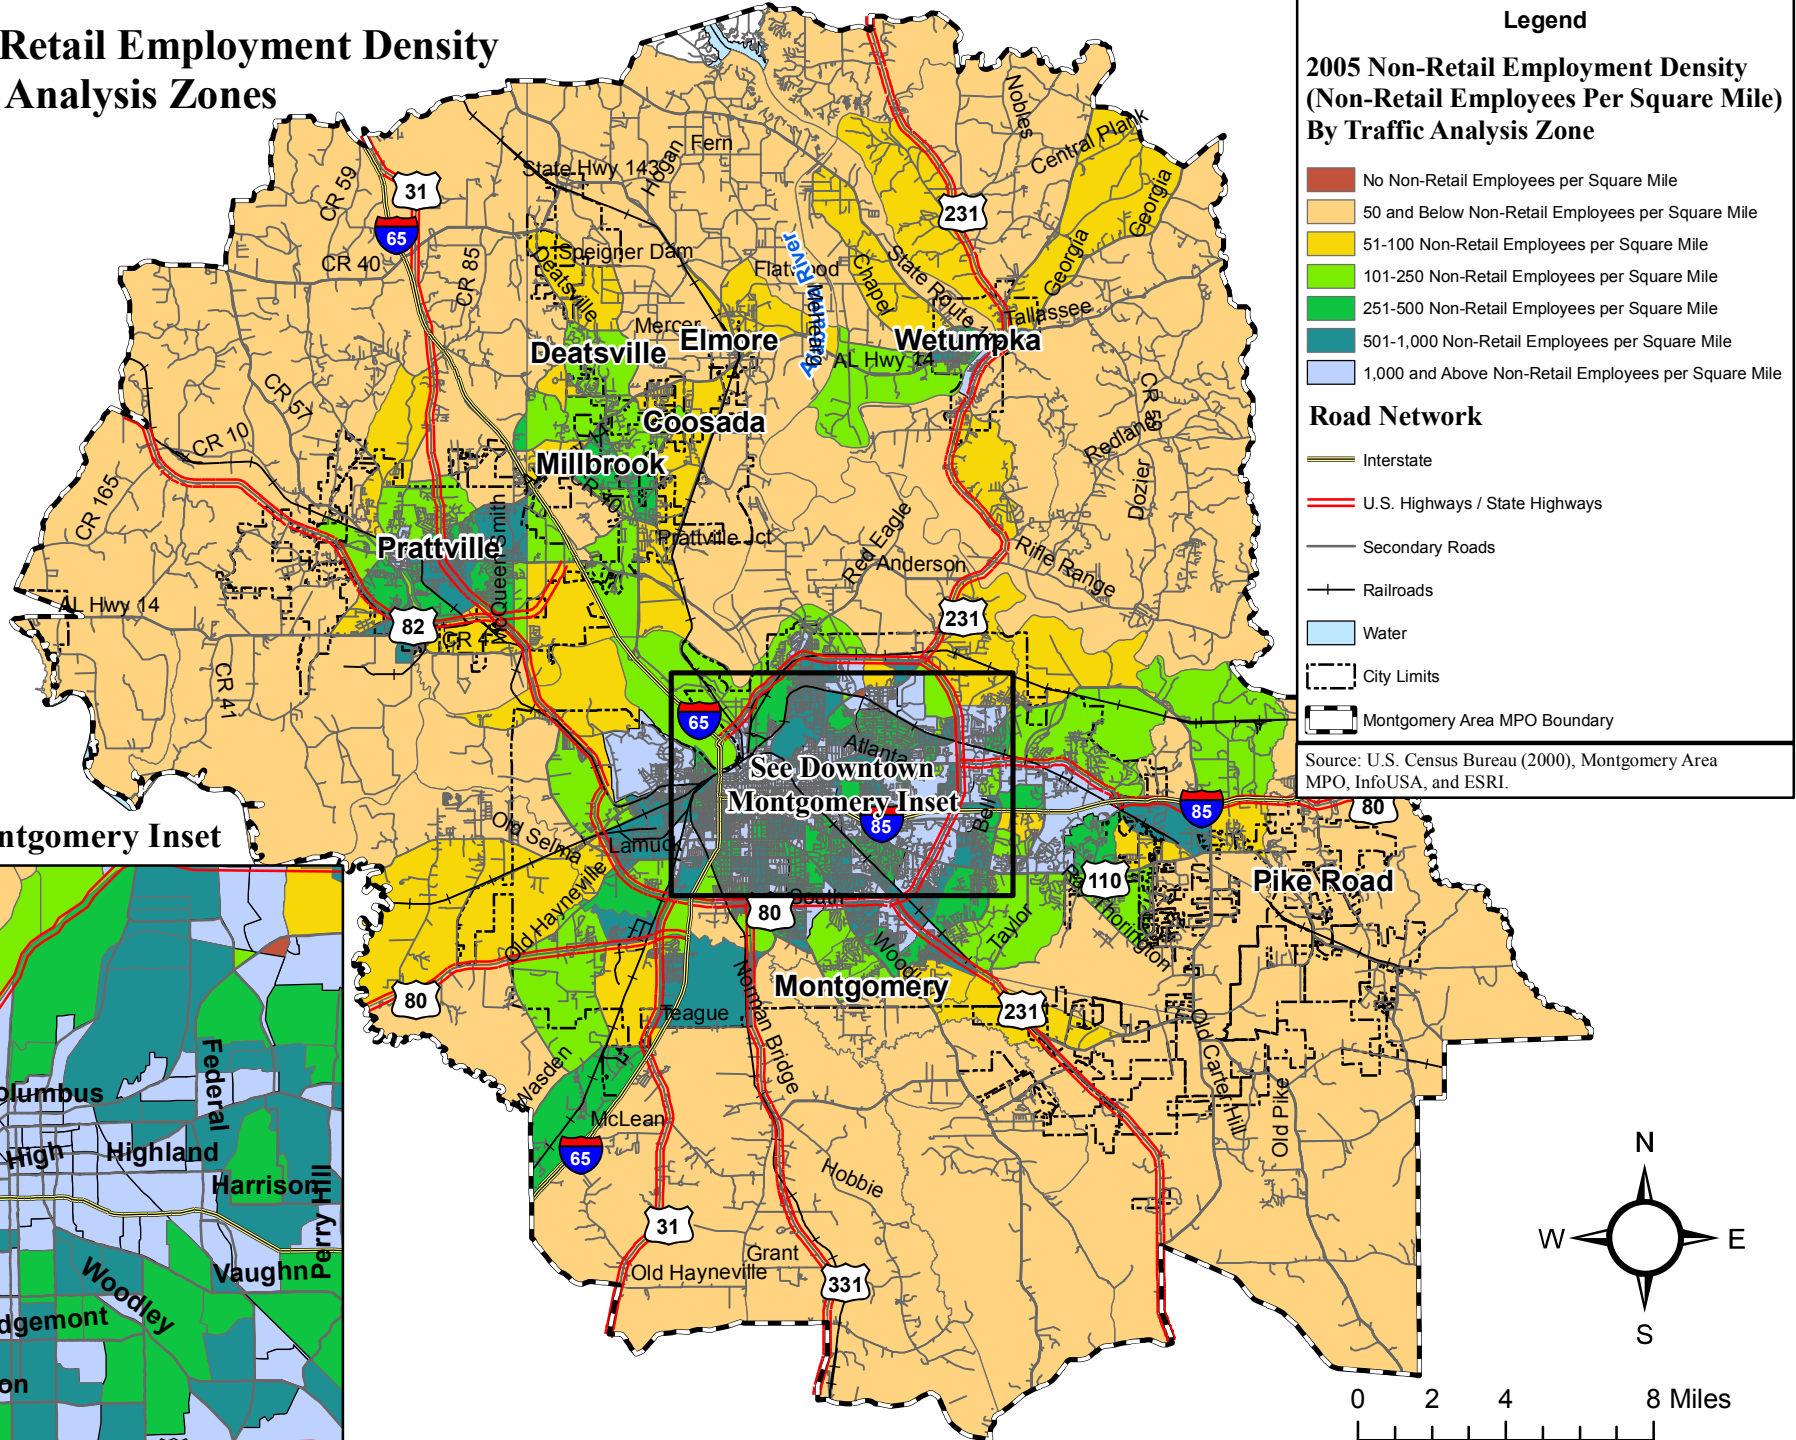 Retail Employment Density
Analysis Zones
Legend
2005 Non-Retail Employment Density
(Non-Retail Employees Per Square Mile)
By Traffic Analysis Zone
No Non-Retail Employees per Square Mile
50 and Below Non-Retail Employees per Square Mile
51-100 Non-Retail Employees per Square Mile
101-250 Non-Retail Employees per Square Mile
251-500 Non-Retail Employees per Square Mile
501-1,000 Non-Retail Employees per Square Mile
1,000 and Above Non-Retail Employees per Square Mile
Road Network
Interstate
U.S. Highways / State Highways
Secondary Roads
Railroads
Water
City Limits
Montgomery Area MPO Boundary
Source: U.S. Census Bureau (2000), Montgomery Area
MPO, InfoUSA, and ESRI.
Nobles
Central Plank
Fern
Hogan
State Hwy 143
CR 59
31
65
231
Georgia
Georgia
CR 40
CR 85
Speigner Dam
Deatsville
Flatwood
River
Chapel
State Route 1
Tallassee
Mercer
Elmore
Deatsville
Wetumpka
AL Hwy 14
CR 57
Coosada
CR 10
Millbrook
Redland
Dozier
CR 165
Prattville
McQueen Smith
Prattville Jct
Red Eagle
Anderson
Rifle Range
AL Hwy 14
82
231
CR 41
65
Atlanta
See Downtown
Montgomery Inset
85
Bell
85
80
Old Selma
Lamuck
Old Hayneville
110
Pike Road
80
South
Taylor
Thorington
Montgomery
80
231
Teague
Norman Bridge
Old Carter Hill
Old Pike
Wasden
McLean
65
Hobbie
31
Grant
Old Hayneville
331
ntgomery Inset
Federal
olumbus
High
Highland
Harrison
Perry Hill
Vaughn
Woodley
dgemont
on
N
W
E
S
0 2 4 8 Miles